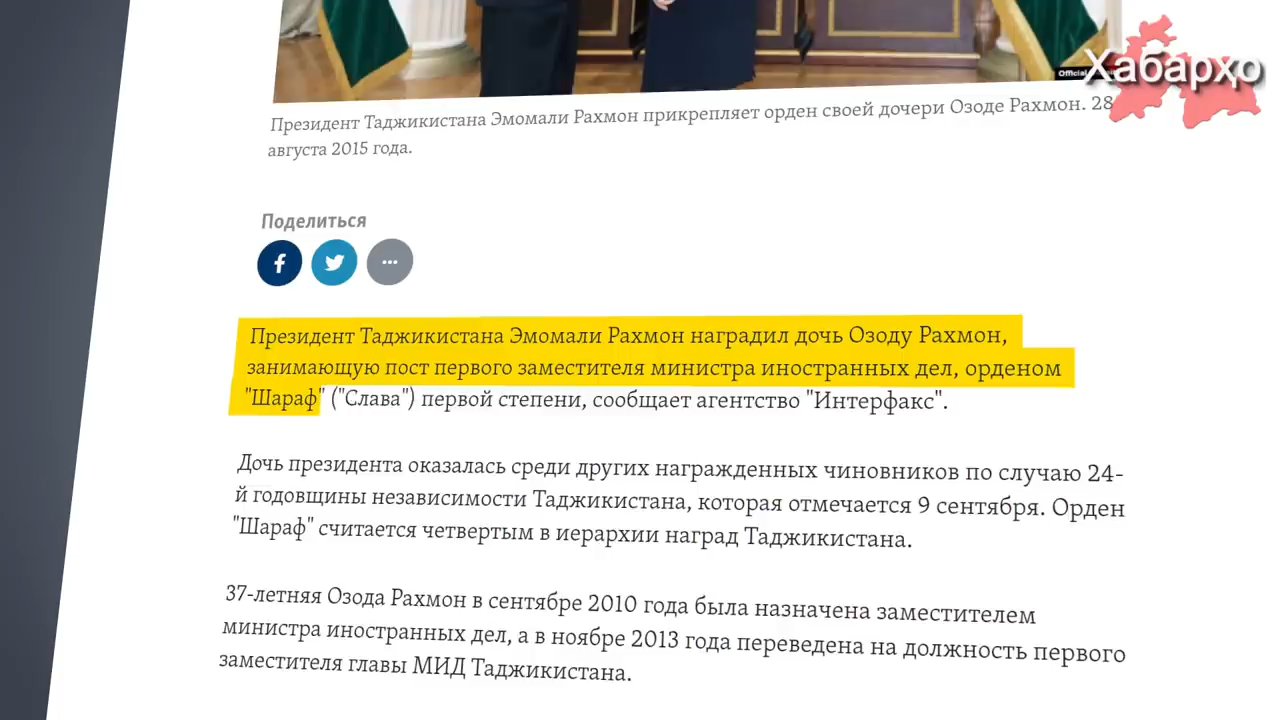 Хабарҳо
Official
Президент Таджикистана Эмомали Рахмон прикрепляет орден своей дочери Озоде Рахмон. 28
августа 2015 года.
Поделиться
Президент Таджикистана Эмомали Рахмон наградил дочь Озоду Рахмон,
занимающую пост первого заместителя министра иностранных дел, орденом
"Шараф" ("Слава") первой степени, сообщает агентство "Интерфакс".
Дочь президента оказалась среди других награжденных чиновников по случаю 24-
й годовщины независимости Таджикистана, которая отмечается 9 сентября. Орден
"Шараф" считается четвертым в иерархии наград Таджикистана.
37-летняя Озода Рахмон в сентябре 2010 года была назначена заместителем
министра иностранных дел, а в ноябре 2013 года переведена на должность первого
заместителя главы МИД Таджикистана.